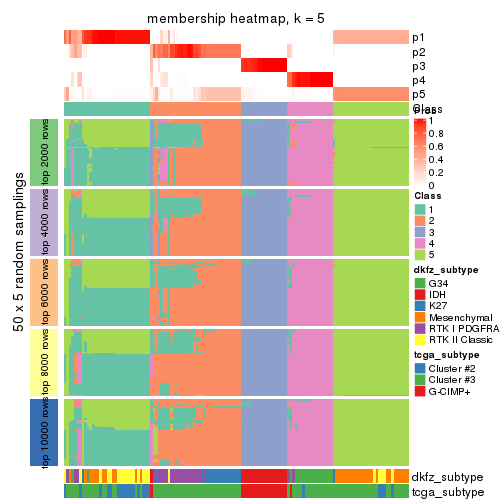 membership heatmap, k = 5
p1
p2
p3
p4
p5
Class
50 x 5 random samplings
top 2000 rows
top 4000 rows
top 6000 rows
top 8000 rows
top 10000 rows
1
0.8
0.6
0.4
0.2
0
Class
1
2
3
4
5
dkfz_subtype
G34
IDH
K27
Mesenchymal
RTK I PDGFRA
RTK II Classic
tcga_subtype
Cluster #2
Cluster #3
G-CIMP+
dkfz_subtype
tcga_subtype